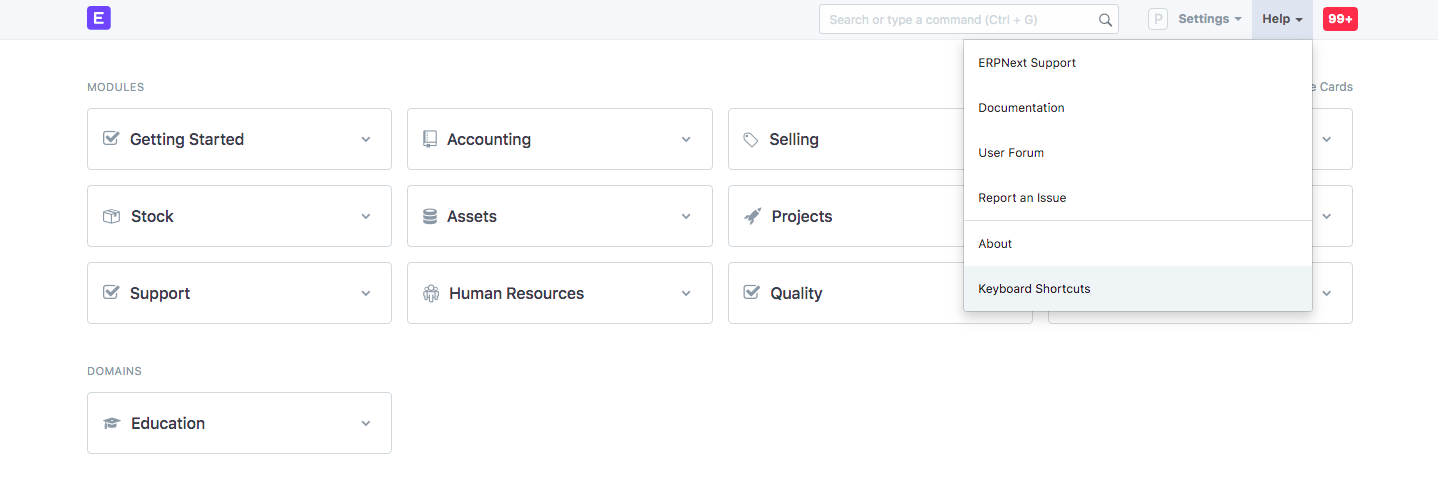 E
Search or type a command (Ctrl + G)
P
Settings
Help
99+
ERPNext Support
Documentation
User Forum
Report an Issue
About
Keyboard Shortcuts
MODULES
Cards
Getting Started
Accounting
Selling
Stock
Assets
Projects
Support
Human Resources
Quality
DOMAINS
Education